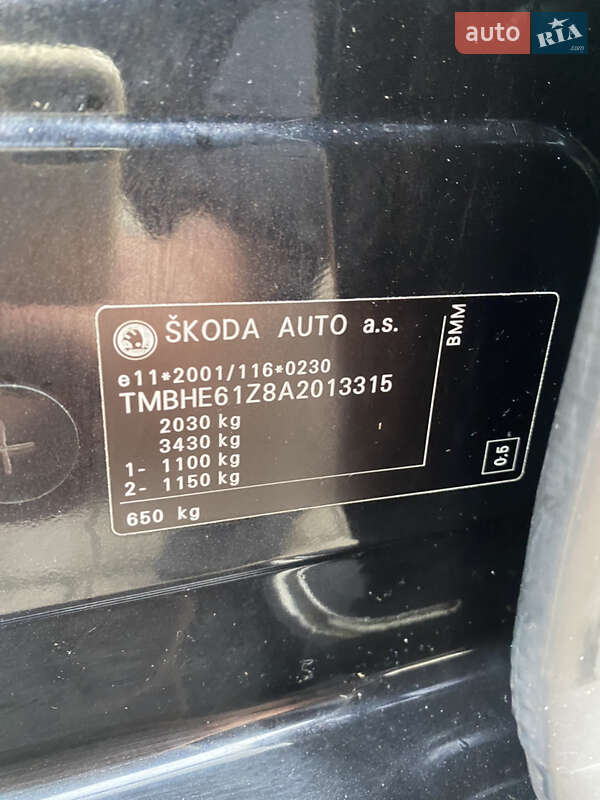 auto RIA .com
ŠKODA AUTO a.s.
BMM
e11*2001/116*0230
TMBHE61Z8A2013315
2030 kg
3430 kg
1- 1100 kg
2- 1150 kg
0.5
650 kg